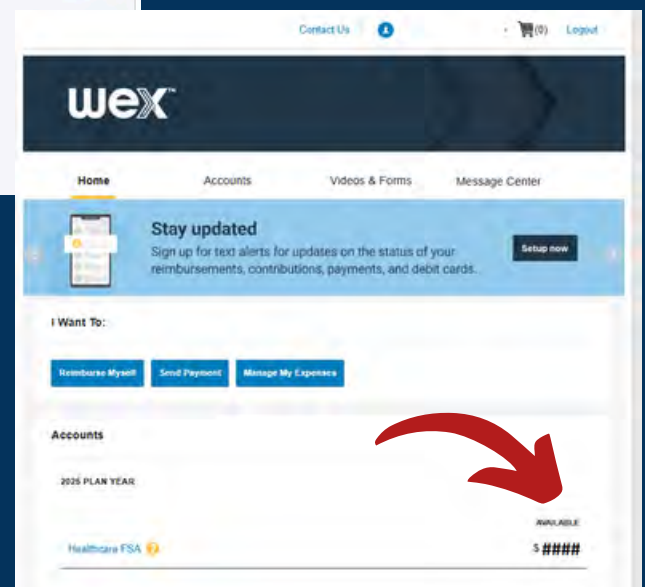 Contact Us (0) Logout
wex™
Home Accounts Videos & Forms Message Center
Stay updated
Sign up for text alerts for updates on the status of your
Setup now
reimbursements, contributions, payments, and debit cards.
I Want To:
Reimburse Myself Send Payment Manage My Expenses
Accounts
2025 PLAN YEAR
AVAILABLE
Healthcare FSA ? $ ####